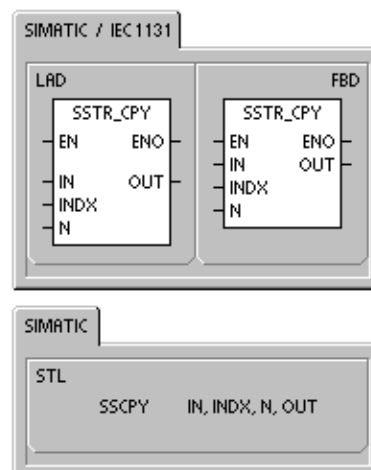 SIMATIC / IEC1131
LAD FBD
SSTR_CPY SSTR_CPY
EN ENO EN ENO
IN OUT IN OUT
INDX INDX
N N
SIMATIC
STL
SSCPY IN, INDX, N, OUT